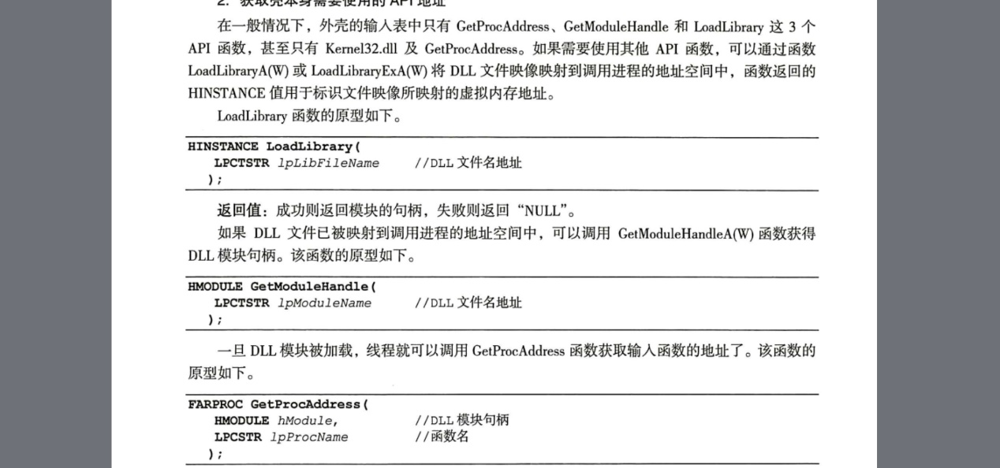 2. 获取壳本身需要使用的 API 地址
在一般情况下，外壳的输入表中只有 GetProcAddress、GetModuleHandle 和 LoadLibrary 这 3 个
API 函数，甚至只有 Kernel32.dll 及 GetProcAddress。如果需要使用其他 API 函数，可以通过函数
LoadLibraryA(W) 或 LoadLibraryExA(W) 将 DLL 文件映像映射到调用进程的地址空间中，函数返回的
HINSTANCE 值用于标识文件映像所映射的虚拟内存地址。
LoadLibrary 函数的原型如下。
HINSTANCE LoadLibrary(
LPCTSTR lpLibFileName //DLL 文件名地址
);
返回值：成功则返回模块的句柄，失败则返回“NULL”。
如果 DLL 文件已被映射到调用进程的地址空间中，可以调用 GetModuleHandleA(W) 函数获得
DLL 模块句柄。该函数的原型如下。
HMODULE GetModuleHandle(
LPCTSTR lpModuleName //DLL 文件名地址
);
一旦 DLL 模块被加载，线程就可以调用 GetProcAddress 函数获取输入函数的地址了。该函数的
原型如下。
FARPROC GetProcAddress(
HMODULE hModule, //DLL 模块句柄
LPCSTR lpProcName //函数名
);